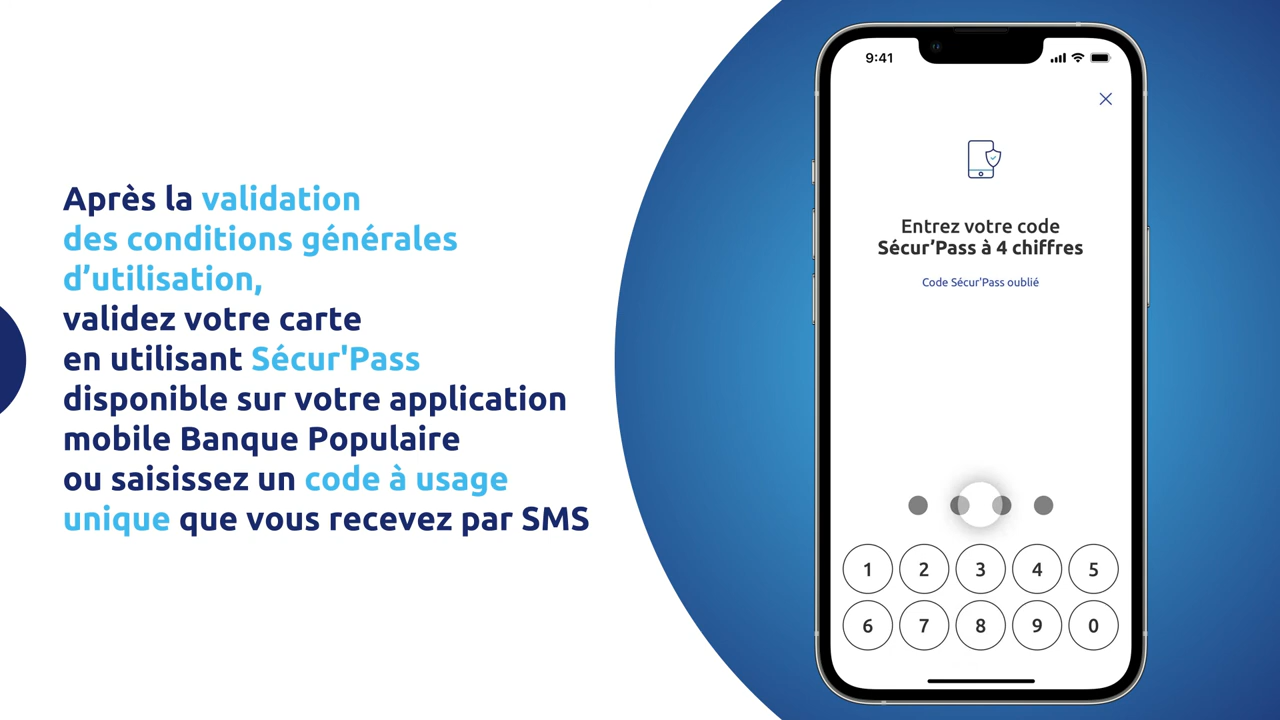 Après la validation
des conditions générales
d’utilisation,
validez votre carte
en utilisant Sécur'Pass
disponible sur votre application
mobile Banque Populaire
ou saisissez un code à usage
unique que vous recevez par SMS
9:41
Entrez votre code
Sécur’Pass à 4 chiffres
Code Sécur’Pass oublié
1 2 3 4 5
6 7 8 9 0